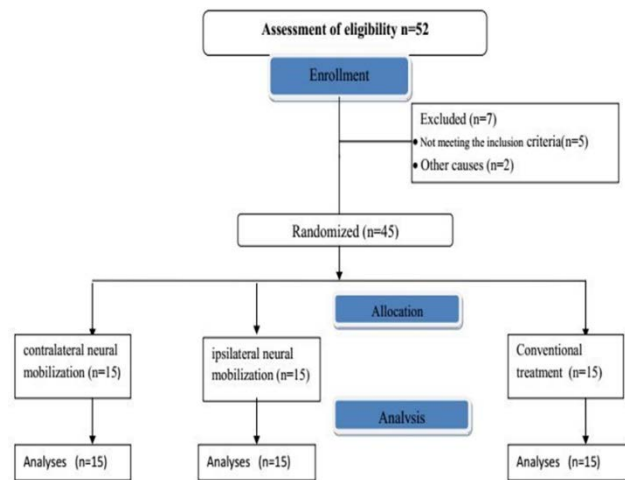 Assessment of eligibility n=52
Enrollment
Excluded (n=7)
• Not meeting the inclusion criteria(n=5)
• Other causes (n=2)
Randomized (n=45)
Allocation
contralateral neural
mobilization (n=15)
ipsilateral neural
mobilization (n=15)
Conventional
treatment (n=15)
Analysis
Analyses (n=15)
Analyses (n=15)
Analyses (n=15)